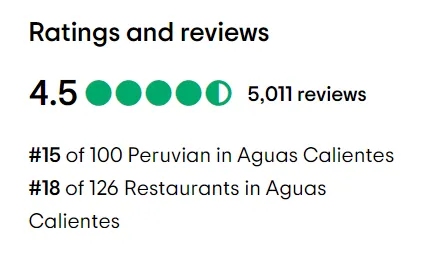 Ratings and reviews
4.5 5,011 reviews
#15 of 100 Peruvian in Aguas Calientes
#18 of 126 Restaurants in Aguas
Calientes